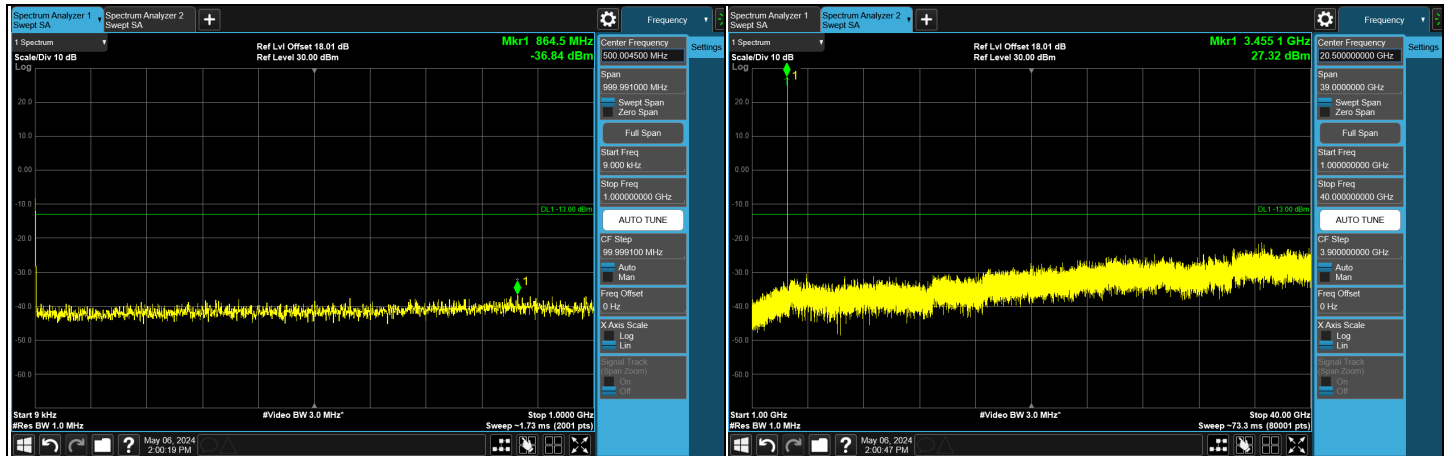 Spectrum Analyzer 1
Swept SA
Spectrum Analyzer 2
Swept SA
Frequency
1 Spectrum
Scale/Div 10 dB
Log
Ref Lvl Offset 18.01 dB
Ref Level 30.00 dBm
Mkr1 864.5 MHz
-36.84 dBm
20.0
10.0
0.00
-10.0
-20.0
-30.0
-40.0
-50.0
-60.0
DL1 -13.00 dBm
1
Start 9 kHz
#Res BW 1.0 MHz
#Video BW 3.0 MHz*
Stop 1.0000 GHz
Sweep ~1.73 ms (2001 pts)
Center Frequency
500.004500 MHz
Settings
Span
999.991000 MHz
Swept Span
Zero Span
Full Span
Start Freq
9.000 kHz
Stop Freq
1.000000000 GHz
AUTO TUNE
CF Step
99.999100 MHz
Auto
Man
Freq Offset
0 Hz
X Axis Scale
Log
Lin
Signal Track
(Span Zoom)
On
Off
?
May 06, 2024
2:00:19 PM
Spectrum Analyzer 1
Swept SA
Spectrum Analyzer 2
Swept SA
Frequency
1 Spectrum
Scale/Div 10 dB
Log
Ref Lvl Offset 18.01 dB
Ref Level 30.00 dBm
Mkr1 3.455 1 GHz
27.32 dBm
1
20.0
10.0
0.00
-10.0
-20.0
-30.0
-40.0
-50.0
-60.0
DL1 -13.00 dBm
Start 1.00 GHz
#Res BW 1.0 MHz
#Video BW 3.0 MHz*
Stop 40.00 GHz
Sweep ~73.3 ms (80001 pts)
Center Frequency
20.500000000 GHz
Settings
Span
39.0000000 GHz
Swept Span
Zero Span
Full Span
Start Freq
1.000000000 GHz
Stop Freq
40.000000000 GHz
AUTO TUNE
CF Step
3.900000000 GHz
Auto
Man
Freq Offset
0 Hz
X Axis Scale
Log
Lin
Signal Track
(Span Zoom)
On
Off
?
May 06, 2024
2:00:47 PM